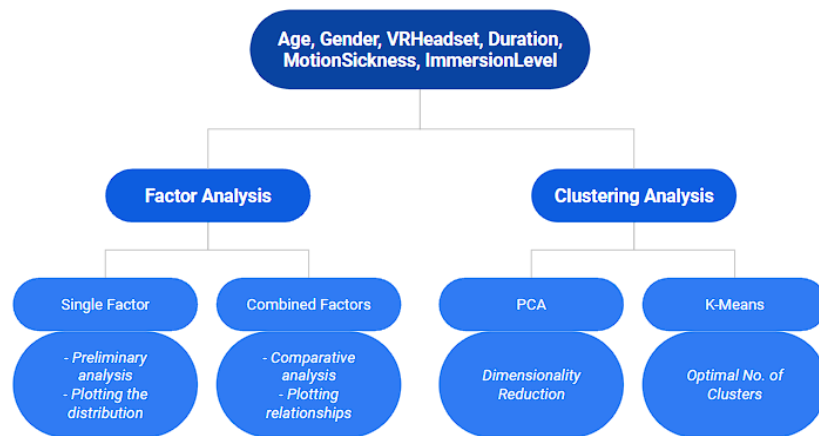 Age, Gender, VRHeadset, Duration,
MotionSickness, ImmersionLevel
Factor Analysis
Clustering Analysis
Single Factor
Combined Factors
PCA
K-Means
- Preliminary
analysis
- Plotting the
distribution
- Comparative
analysis
- Plotting
relationships
Dimensionality
Reduction
Optimal No. of
Clusters